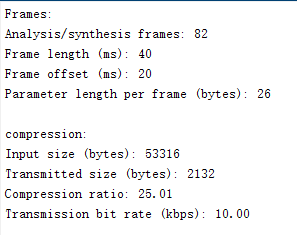 Frames:
Analysis/synthesis frames: 82
Frame length (ms): 40
Frame offset (ms): 20
Parameter length per frame (bytes): 26
compression:
Input size (bytes): 53316
Transmitted size (bytes): 2132
Compression ratio: 25.01
Transmission bit rate (kbps): 10.00